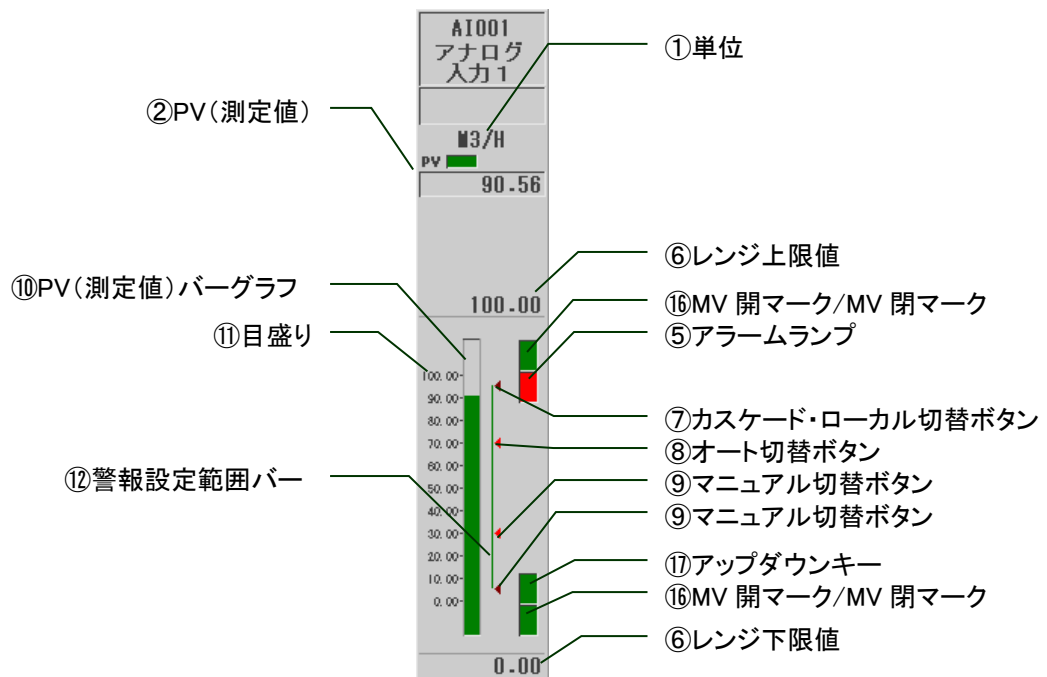 AI001
アナログ
入力1
①単位
②PV(測定値)
M3/H
PV
90.56
⑥レンジ上限値
⑩PV(測定値)バーグラフ
100.00
⑯MV 開マーク/MV 閉マーク
⑪目盛り
⑤アラームランプ
100.00
90.00
⑦カスケード・ローカル切替ボタン
80.00
70.00
⑧オート切替ボタン
60.00
⑫警報設定範囲バー
⑨マニュアル切替ボタン
50.00
40.00
⑨マニュアル切替ボタン
30.00
20.00
⑰アップダウンキー
10.00
0.00
⑯MV 開マーク/MV 閉マーク
⑥レンジ下限値
0.00